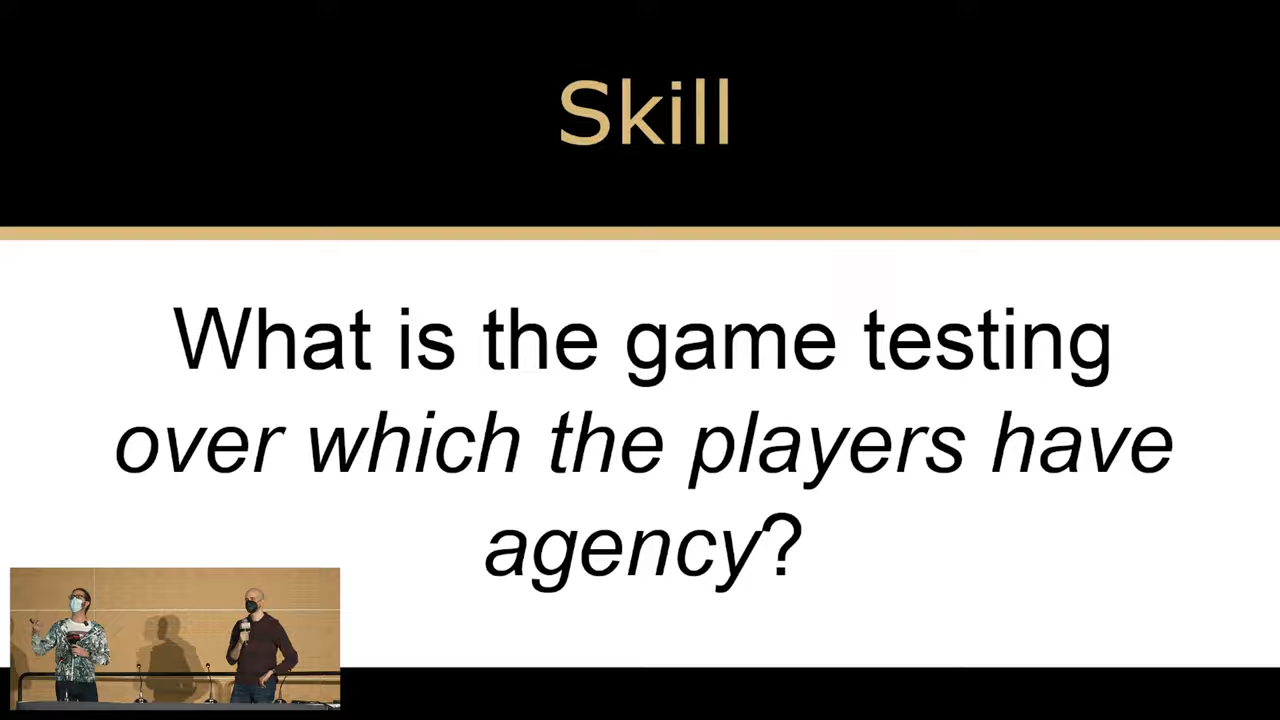 Skill
What is the game testing
over which the players have
agency?